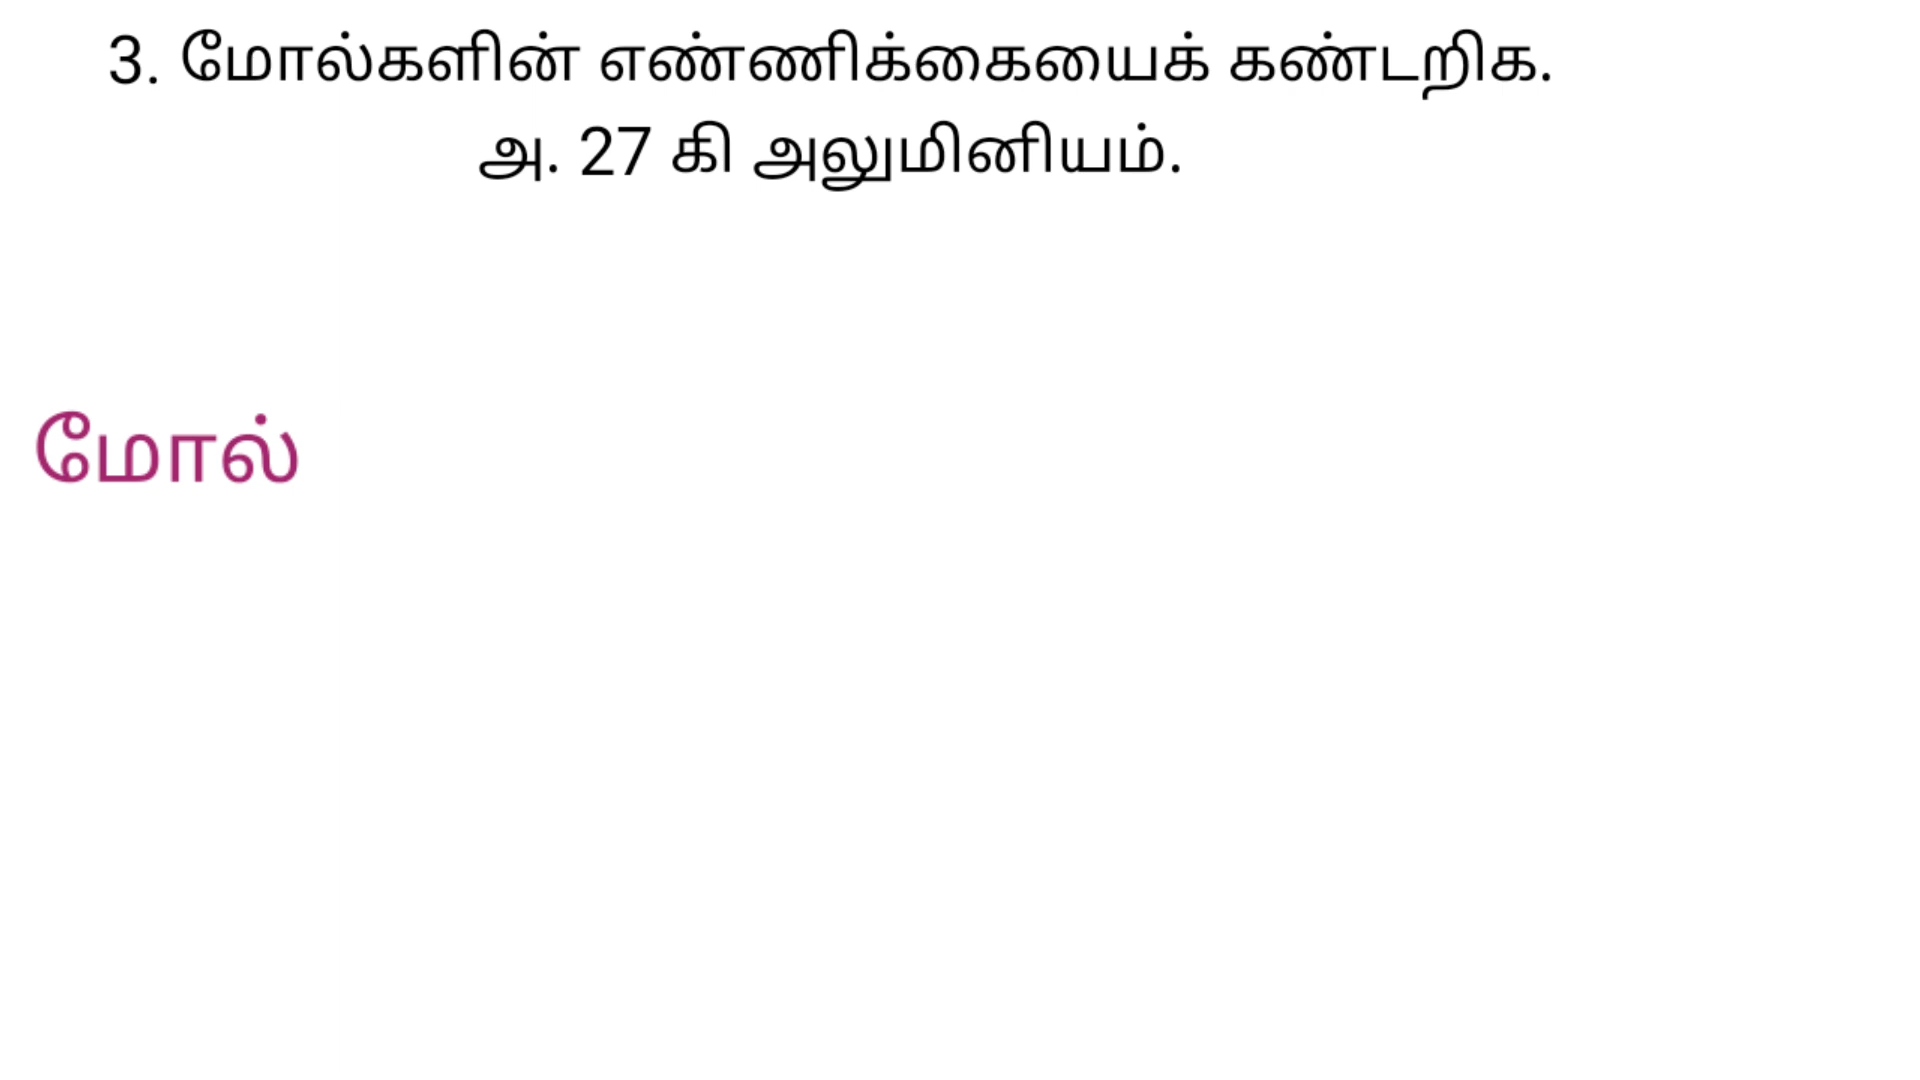 3. மோல்களின் எண்ணிக்கையைக் கண்டறிக.
அ. 27 கி அலுமினியம்.
மோல்